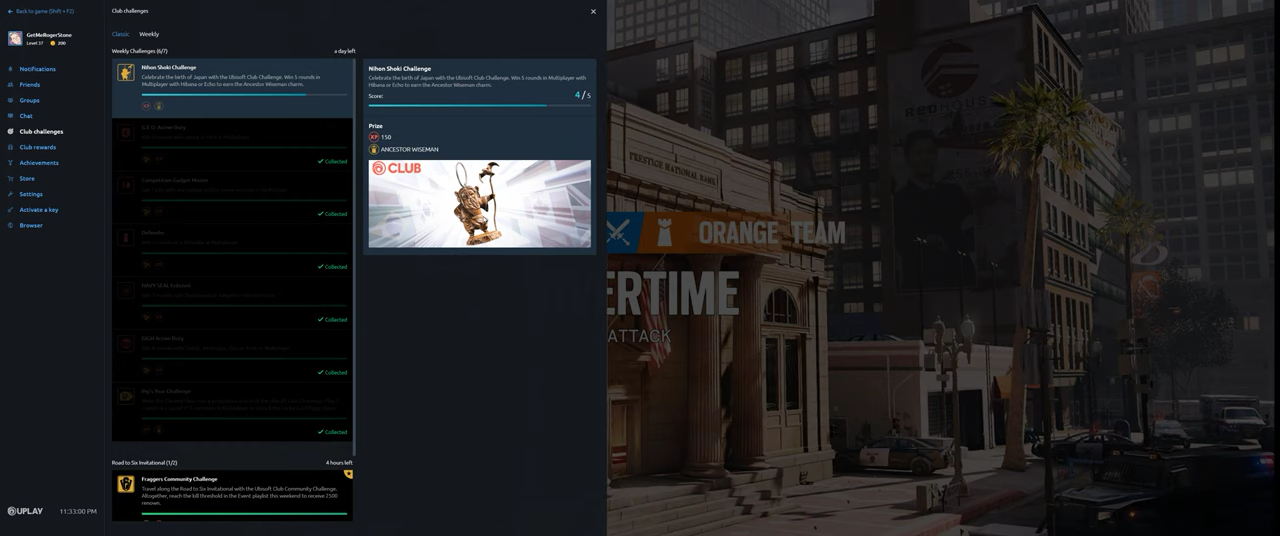 Back to game (Shift + F2)
GetMeRogerStone
Level 37
200
Notifications
Friends
Groups
Chat
Club challenges
Club rewards
Achievements
Store
Settings
Activate a key
Browser
UPLAY
11:33:00 PM
Club challenges
Classic
Weekly
Weekly Challenges (6/7)
a day left
Nihon Shoki Challenge
Celebrate the birth of Japan with the Ubisoft Club Challenge. Win 5 rounds in
Multiplayer with Hibana or Echo to earn the Ancestor Wiseman charm.
XP
Collected
Collected
Defender
Collected
Collected
Collected
Collected
Road to Six Invitational (1/2)
4 hours left
Fraggers Community Challenge
Travel along the Road to Six Invitational with the Ubisoft Club Community Challenge.
Altogether, reach the kill threshold in the Event playlist this weekend to receive 2500
renown.
Nihon Shoki Challenge
Celebrate the birth of Japan with the Ubisoft Club Challenge. Win 5 rounds in Multiplayer with
Hibana or Echo to earn the Ancestor Wiseman charm.
Score:
4 / 5
Prize
XP 150
ANCESTOR WISEMAN
CLUB
REDHOUSE
PRESTIGE NATIONAL BANK
ORANGE TEAM
ERTIME
ATTACK